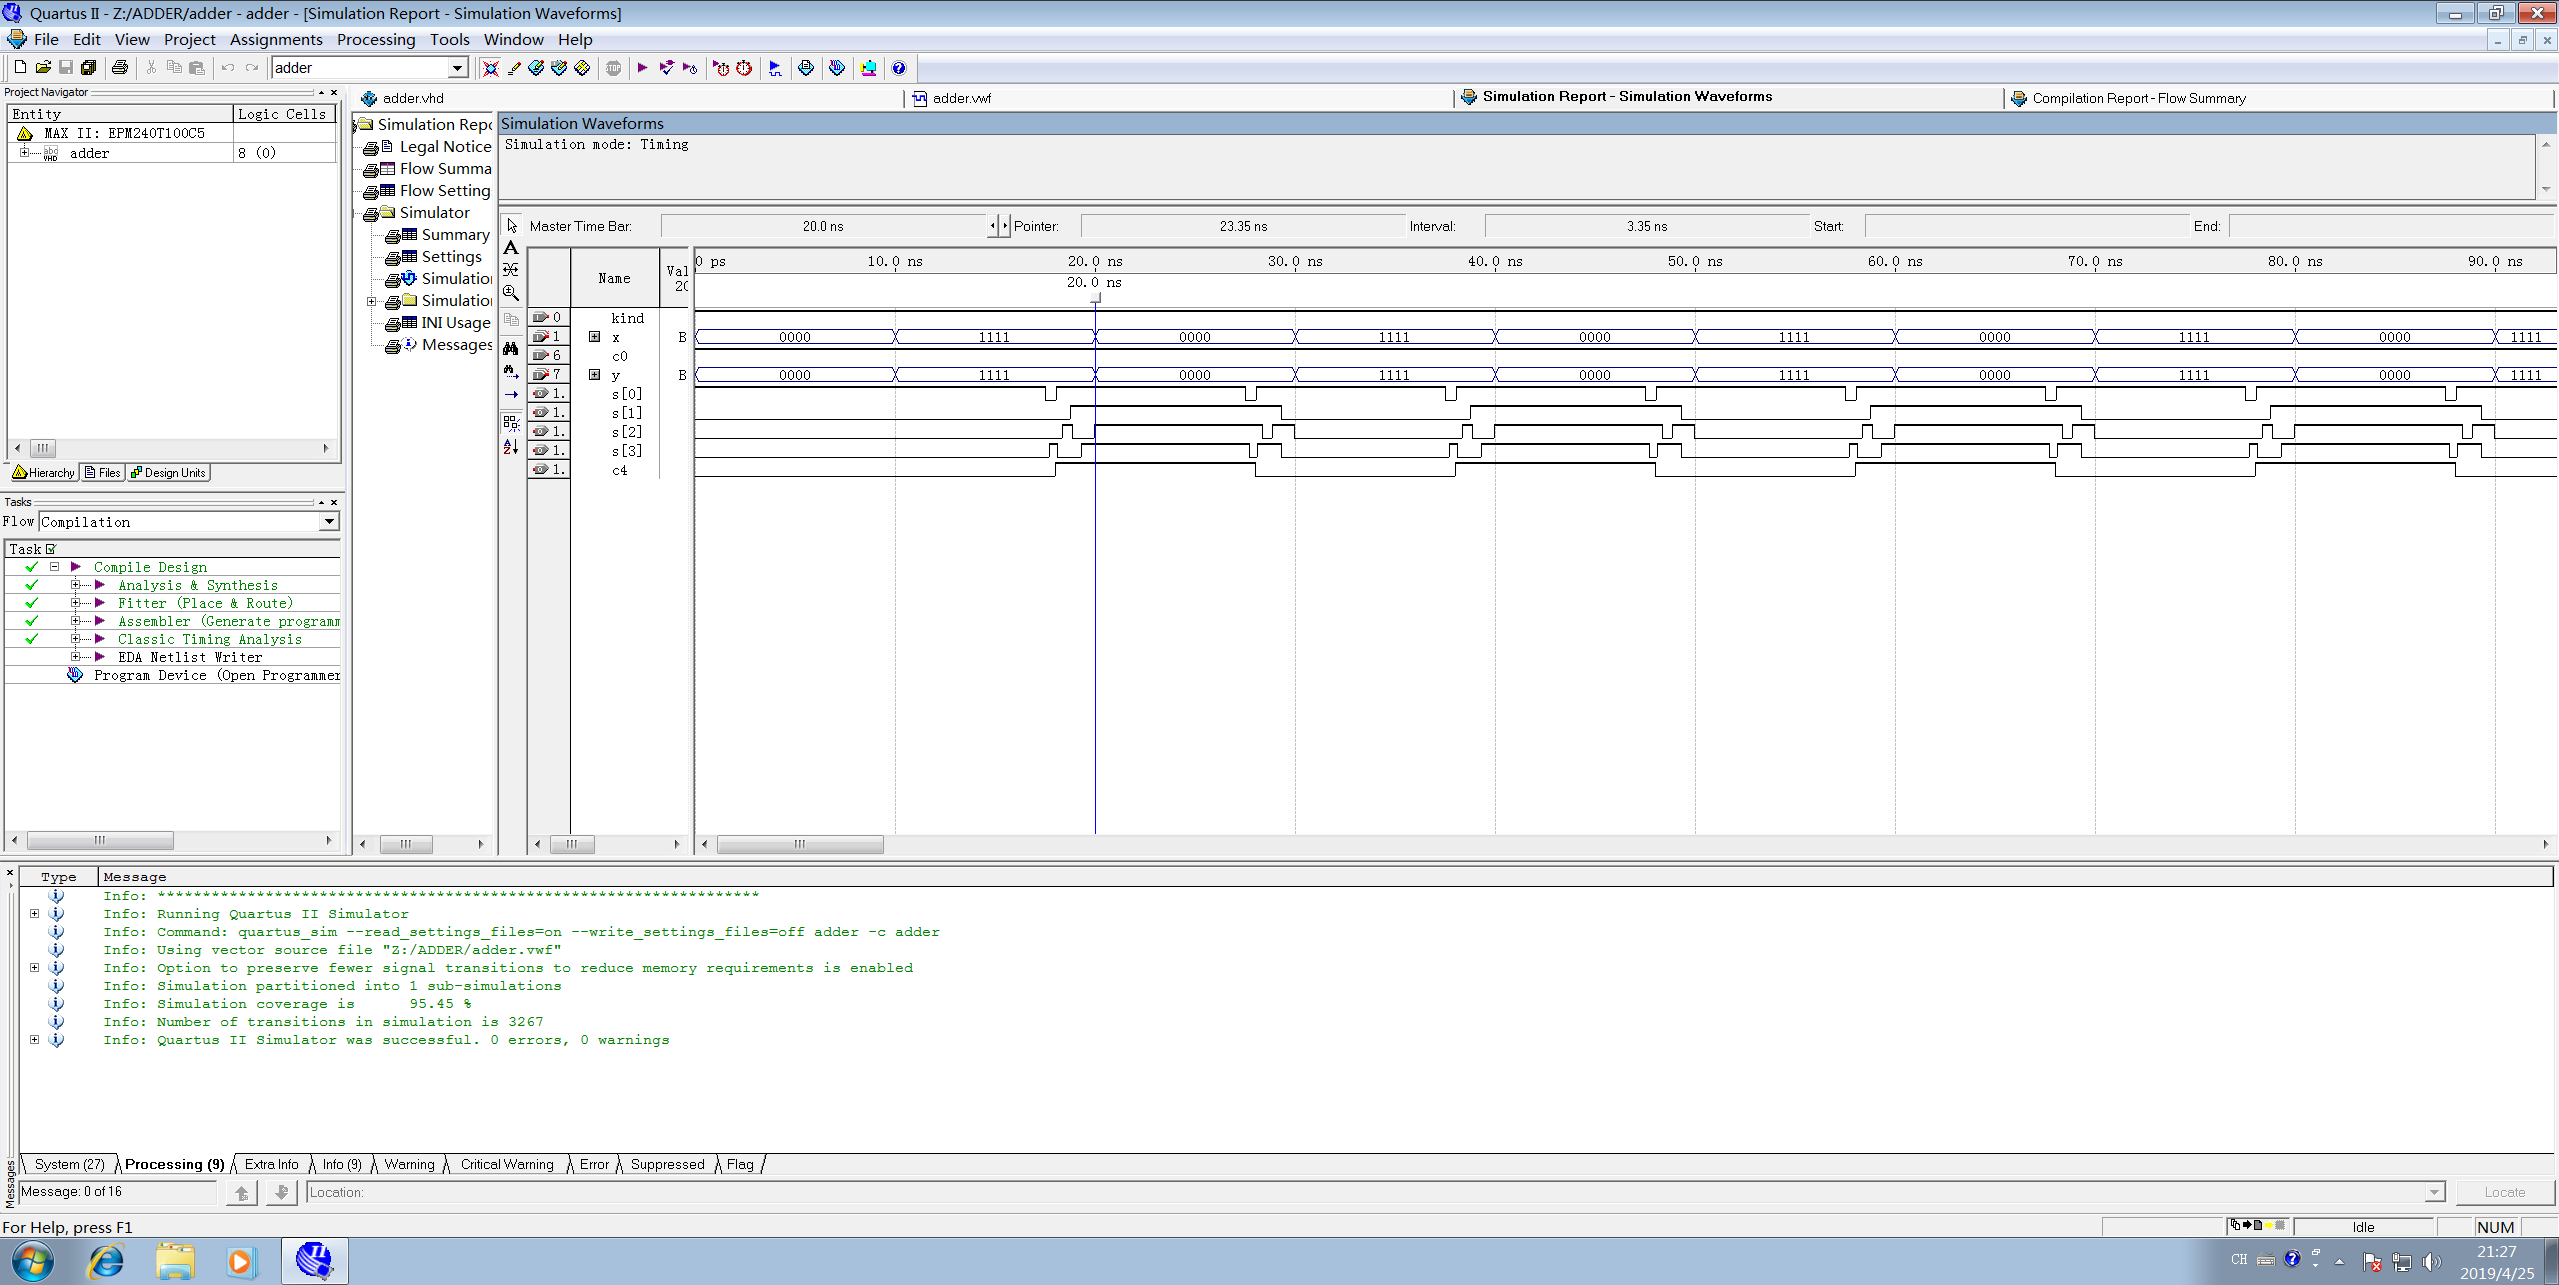 Quartus II - Z:/ADDER/adder - adder - [Simulation Report - Simulation Waveforms]
File Edit View Project Assignments Processing Tools Window Help
adder
Project Navigator
Entity Logic Cells
MAX II: EPM240T100C5
adder 8 (0)
Hierarchy Files Design Units
Tasks
Flow Compilation
Task
Compile Design
Analysis & Synthesis
Fitter (Place & Route)
Assembler (Generate programm
Classic Timing Analysis
EDA Netlist Writer
Program Device (Open Programmer
adder.vhd adder.vwf Simulation Report - Simulation Waveforms Compilation Report - Flow Summary
Simulation Repo
Legal Notice
Flow Summa
Flow Setting
Simulator
Summary
Settings
Simulatio
Simulatio
INI Usage
Messages
Simulation Waveforms
Simulation mode: Timing
Master Time Bar: 20.0 ns Pointer: 23.35 ns Interval: 3.35 ns Start: End:
Name Val 20
0 ps 10.0 ns 20.0 ns 30.0 ns 40.0 ns 50.0 ns 60.0 ns 70.0 ns 80.0 ns 90.0 ns
20.0 ns
0 kind
1 x B 0000 1111 0000 1111 0000 1111 0000 1111 0000 1111
6 c0
7 y B 0000 1111 0000 1111 0000 1111 0000 1111 0000 1111
1. s[0]
1. s[1]
1. s[2]
1. s[3]
1. c4
Type Message
Info: *******************************************************************
Info: Running Quartus II Simulator
Info: Command: quartus_sim --read_settings_files=on --write_settings_files=off adder -c adder
Info: Using vector source file "Z:/ADDER/adder.vwf"
Info: Option to preserve fewer signal transitions to reduce memory requirements is enabled
Info: Simulation partitioned into 1 sub-simulations
Info: Simulation coverage is 95.45 %
Info: Number of transitions in simulation is 3267
Info: Quartus II Simulator was successful. 0 errors, 0 warnings
System (27) Processing (9) Extra Info Info (9) Warning Critical Warning Error Suppressed Flag
Messages
Message: 0 of 16 Location: Locate
For Help, press F1 Idle NUM
CH 21:27
2019/4/25